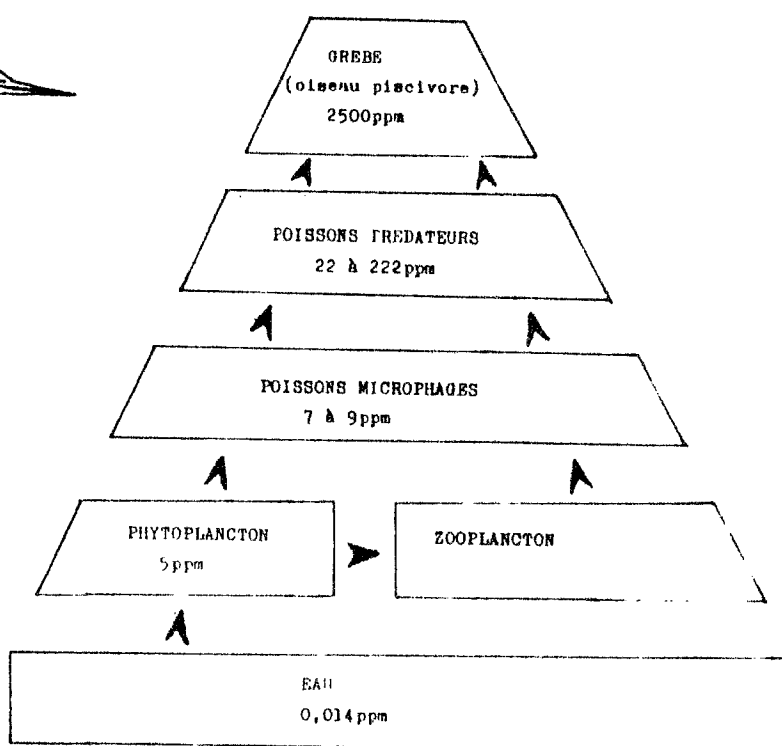 GREBE
(oiseau piscivore)
2500ppm
POISSONS PREDATEURS
22 à 222ppm
POISSONS MICROPHAGES
7 à 9ppm
PHYTOPLANCTON
5ppm
ZOOPLANCTON
EAU
0,014ppm